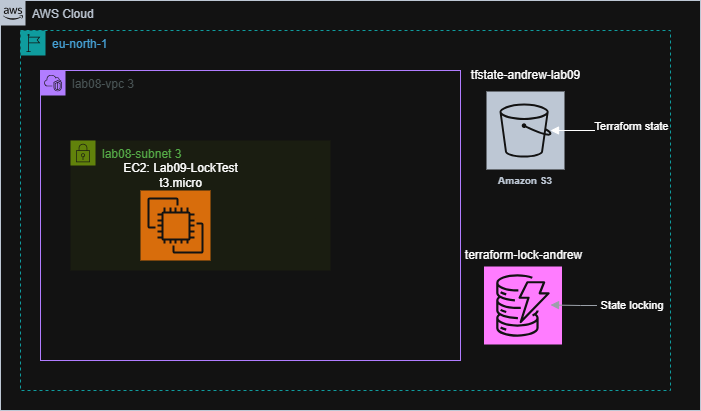 aws
AWS Cloud
eu-north-1
lab08-vpc 3
lab08-subnet 3
EC2: Lab09-LockTest
t3.micro
tfstate-andrew-lab09
Terraform state
Amazon S3
terraform-lock-andrew
State locking